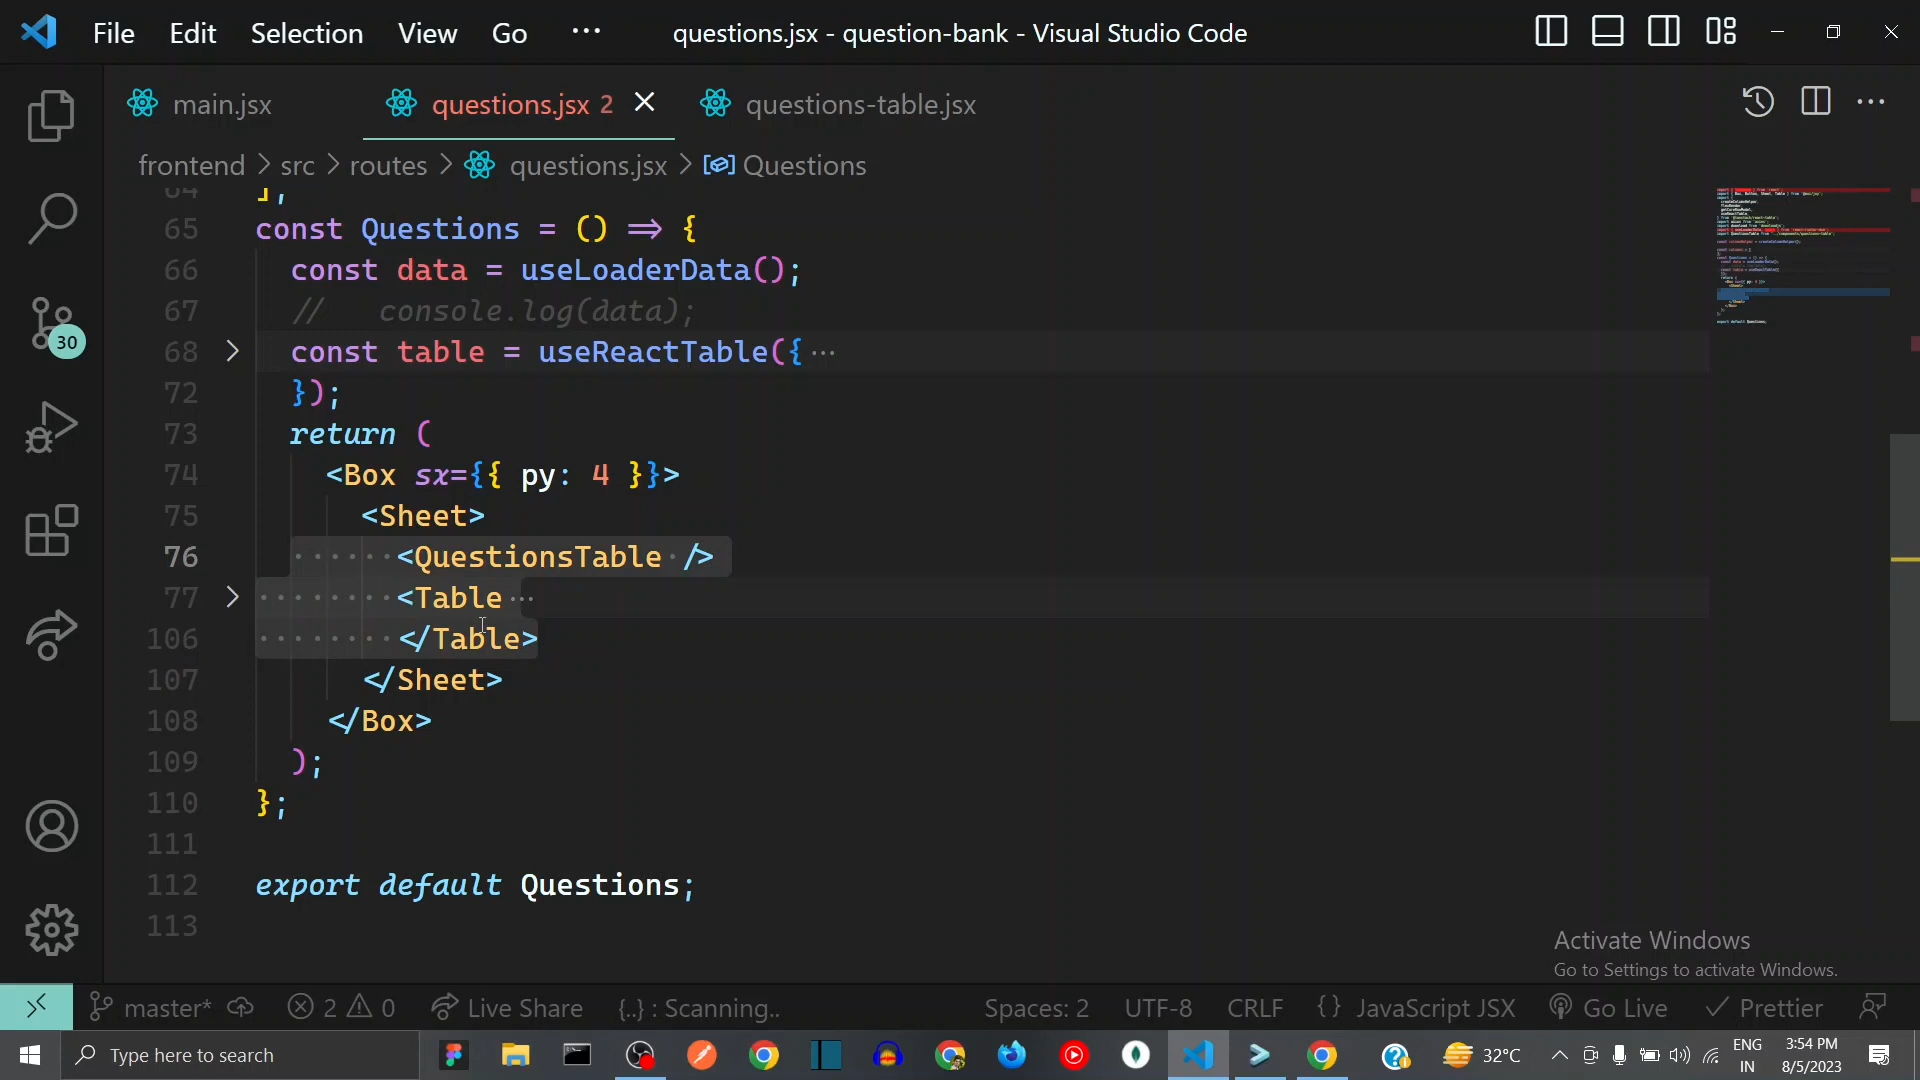 File Edit Selection View Go ··· questions.jsx - question-bank - Visual Studio Code
main.jsx questions.jsx 2 questions-table.jsx
frontend > src > routes > questions.jsx > Questions
64 ];
65 const Questions = () => {
66 const data = useLoaderData();
67 // console.log(data);
68 const table = useReactTable({ ···
72 });
73 return (
74 <Box sx={{ py: 4 }}>
75 <Sheet>
76 <QuestionsTable />
77 <Table ···
106 </Table>
107 </Sheet>
108 </Box>
109 );
110 };
111
112 export default Questions;
113
30
Activate Windows
Go to Settings to activate Windows.
master* 2 0 Live Share {..} : Scanning.. Spaces: 2 UTF-8 CRLF {} JavaScript JSX Go Live Prettier
Type here to search 32°C ENG IN 3:54 PM 8/5/2023